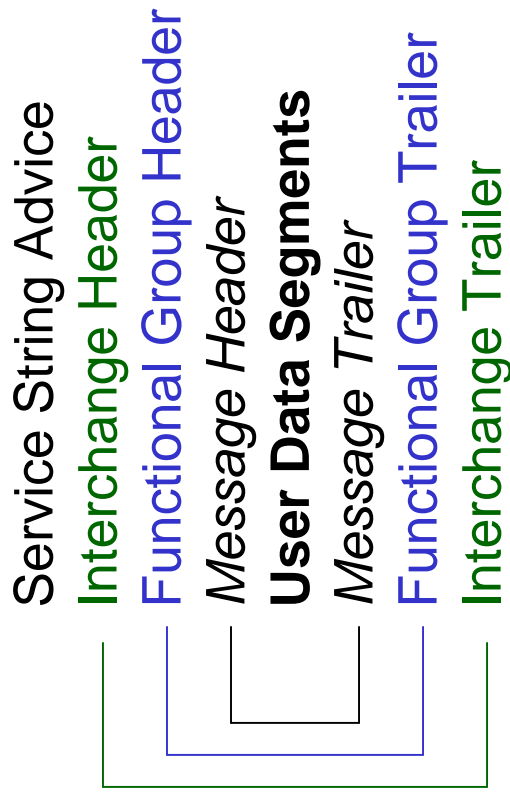 Service String Advice
Interchange Header
Functional Group Header
Message Header
User Data Segments
Message Trailer
Functional Group Trailer
Interchange Trailer